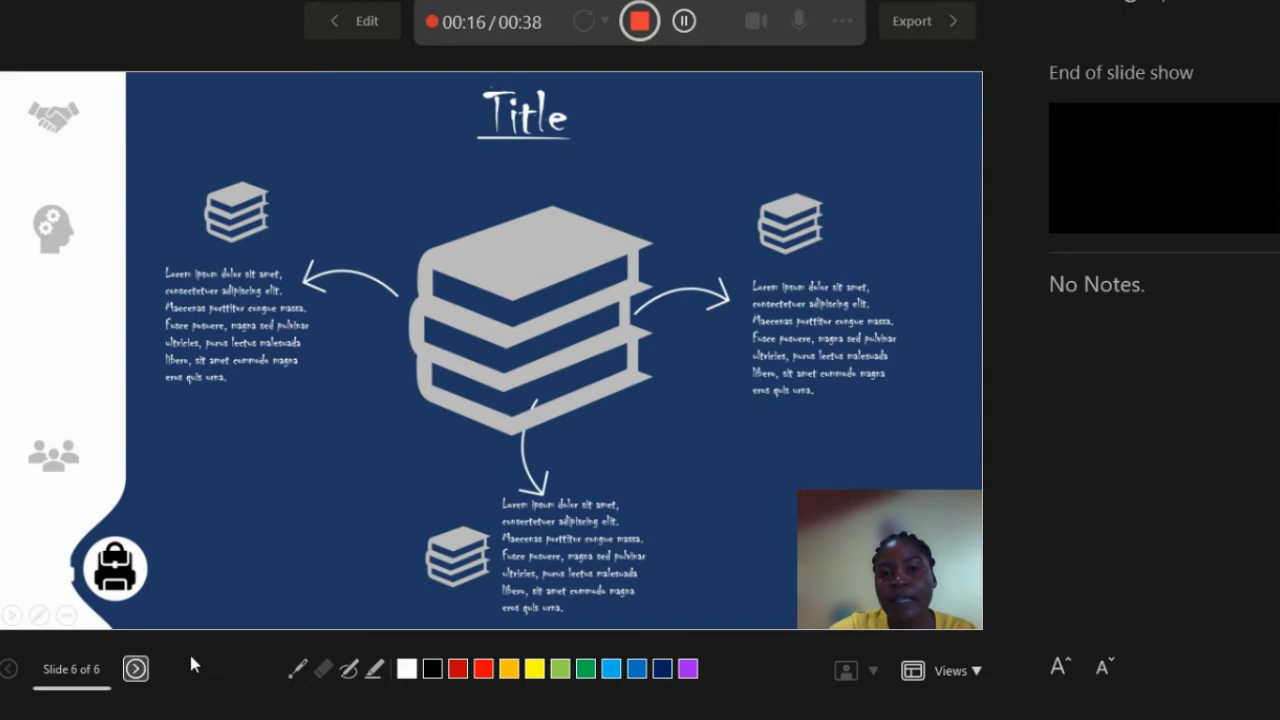 Edit
00:16 / 00:38
Export
End of slide show
No Notes.
Title
Lorem ipsum dolor sit amet,
consectetuer adipiscing elit.
Maecenas porttitor congue massa.
Fusce posuere, magna sed pulvinar
ultricies, purus lectus malesuada
libero, sit amet commodo magna
eros quis urna.
Lorem ipsum dolor sit amet,
consectetuer adipiscing elit.
Maecenas porttitor congue massa.
Fusce posuere, magna sed pulvinar
ultricies, purus lectus malesuada
libero, sit amet commodo magna
eros quis urna.
Lorem ipsum dolor sit amet,
consectetuer adipiscing elit.
Maecenas porttitor congue massa.
Fusce posuere, magna sed pulvinar
ultricies, purus lectus malesuada
libero, sit amet commodo magna
eros quis urna.
Slide 6 of 6
Views
A A